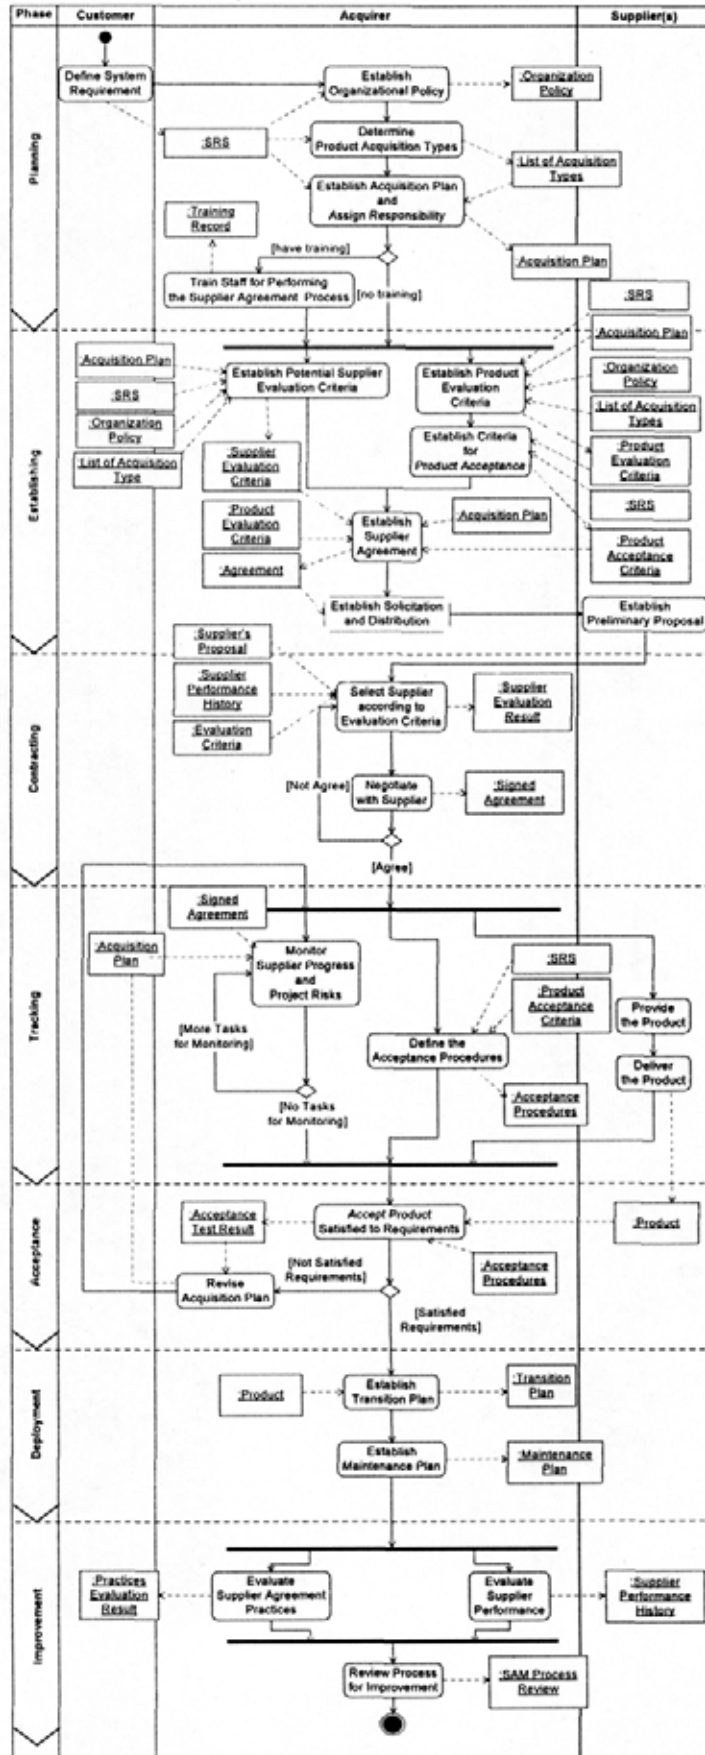 Phase
Customer
Acquirer
Supplier(s)
Planning
Define System
Requirement
Establish
Organizational Policy
:Organization
Policy
:SRS
Determine
Product Acquisition Types
:List of Acquisition
Types
Establish Acquisition Plan
and
Assign Responsibility
:Training
Record
[have training]
:Acquisition Plan
Train Staff for Performing
the Supplier Agreement Process
[no training]
:SRS
Establishing
:Acquisition Plan
:Acquisition Plan
Establish Potential Supplier
Evaluation Criteria
Establish Product
Evaluation
Criteria
:SRS
:Organization
Policy
:Organization
Policy
:List of Acquisition Types
:List of Acquisition
Type
Establish Criteria
for
Product Acceptance
:Supplier
Evaluation
Criteria
:Product
Evaluation Criteria
:SRS
:Product
Evaluation
Criteria
Establish
Supplier
Agreement
:Acquisition Plan
:Product
Acceptance
Criteria
:Agreement
Establish Solicitation
and Distribution
Establish
Preliminary Proposal
Contracting
:Supplier's
Proposal
:Supplier
Performance
History
Select Supplier
according to
Evaluation Criteria
:Supplier
Evaluation
Result
:Evaluation Criteria
[Not Agree]
Negotiate
with Supplier
:Signed
Agreement
[Agree]
Tracking
:Signed
Agreement
:Acquisition
Plan
Monitor
Supplier Progress
and
Project Risks
:SRS
:Product
Acceptance
Criteria
Provide
the Product
[More Tasks
for Monitoring]
Define the
Acceptance Procedures
Deliver
the Product
[No Tasks
for Monitoring]
:Acceptance
Procedures
Acceptance
:Acceptance
Test Result
Accept Product
Satisfied to Requirements
:Product
[Not Satisfied
Requirements]
:Acceptance
Procedures
Revise
Acquisition Plan
[Satisfied
Requirements]
Deployment
:Product
Establish
Transition Plan
:Transition
Plan
Establish
Maintenance Plan
:Maintenance
Plan
Improvement
:Practices
Evaluation
Result
Evaluate
Supplier Agreement
Practices
Evaluate
Supplier
Performance
:Supplier
Performance
History
Review Process
for Improvement
:SAM Process
Review